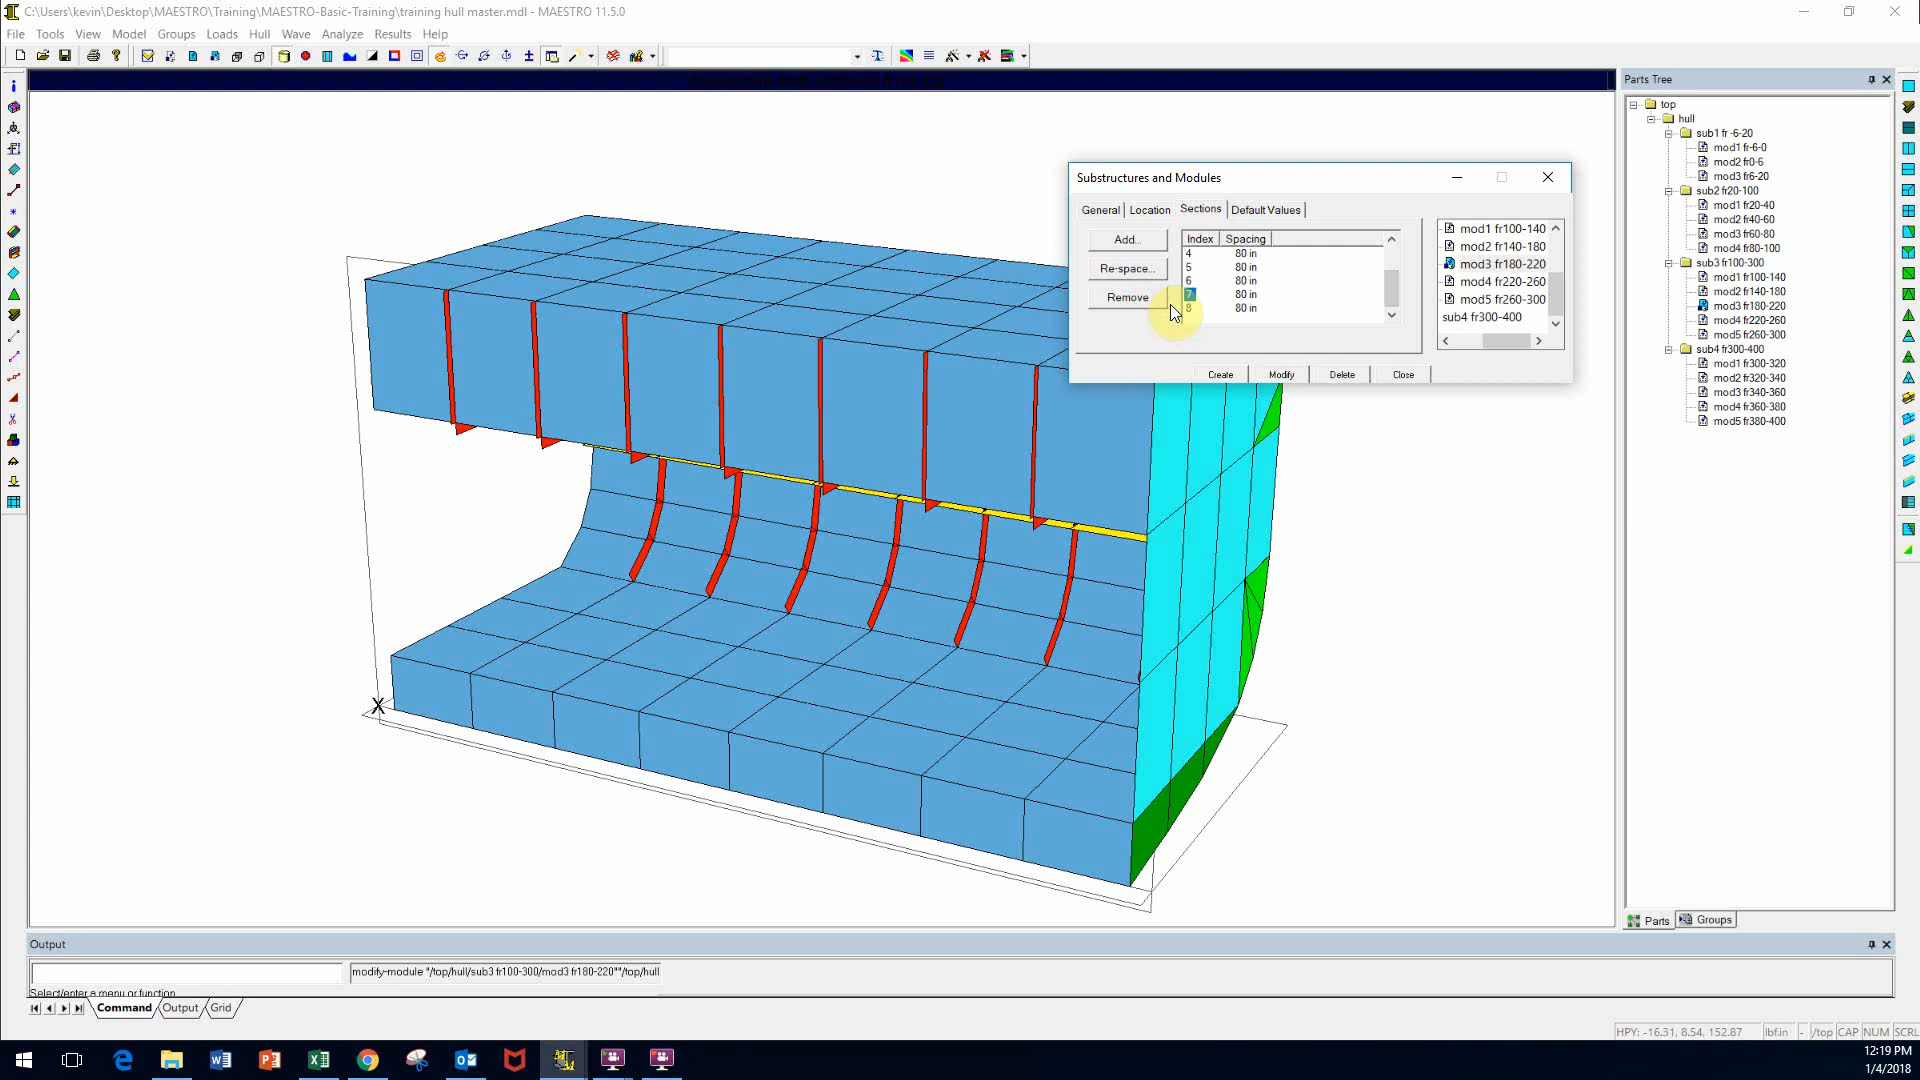 C:\Users\kevin\Desktop\MAESTRO\Training\MAESTRO-Basic-Training\training hull master.mdl - MAESTRO 11.5.0
File Tools View Model Groups Loads Hull Wave Analyze Results Help
Parts Tree
top
hull
sub1 fr -6-20
mod1 fr-6-0
mod2 fr0-6
mod3 fr6-20
sub2 fr20-100
mod1 fr20-40
mod2 fr40-60
mod3 fr60-80
mod4 fr80-100
sub3 fr100-300
mod1 fr100-140
mod2 fr140-180
mod3 fr180-220
mod4 fr220-260
mod5 fr260-300
sub4 fr300-400
mod1 fr300-320
mod2 fr320-340
mod3 fr340-360
mod4 fr360-380
mod5 fr380-400
Parts Groups
Substructures and Modules
General Location Sections Default Values
Add...
Re-space...
Remove
Index Spacing
4 80 in
5 80 in
6 80 in
7 80 in
8 80 in
mod1 fr100-140
mod2 fr140-180
mod3 fr180-220
mod4 fr220-260
mod5 fr260-300
sub4 fr300-400
Create Modify Delete Close
X
Output
modify-module "/top/hull/sub3 fr100-300/mod3 fr180-220""/top/hull
Select/enter a menu or function
Command Output Grid
HPY: -16.31, 8.54, 152.87 lbf.in - /top CAP NUM SCRL
12:19 PM
1/4/2018